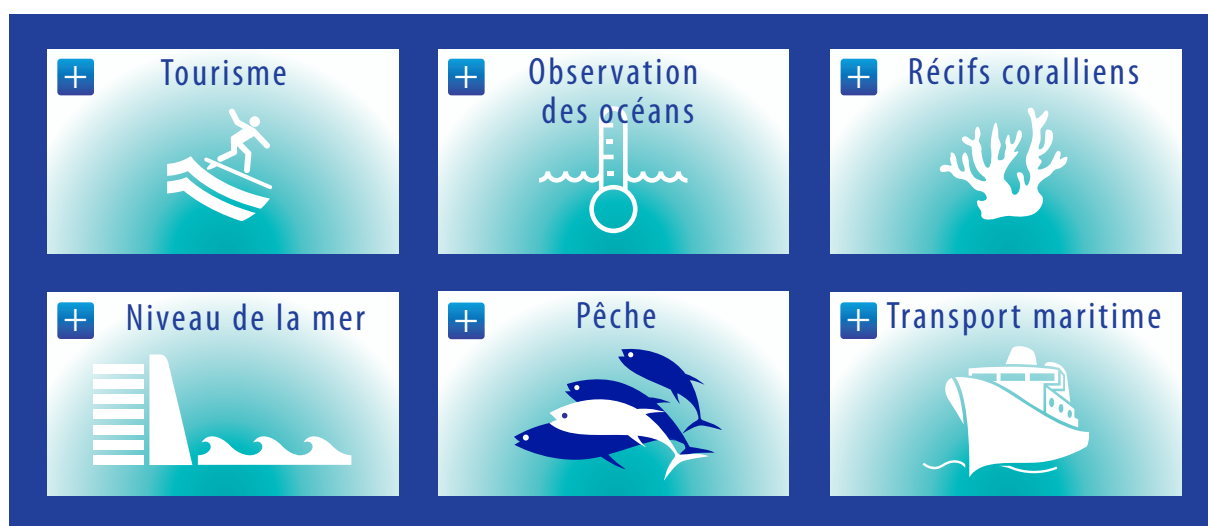 Tourisme
Observation
des océans
Récifs coralliens
Niveau de la mer
Pêche
Transport maritime